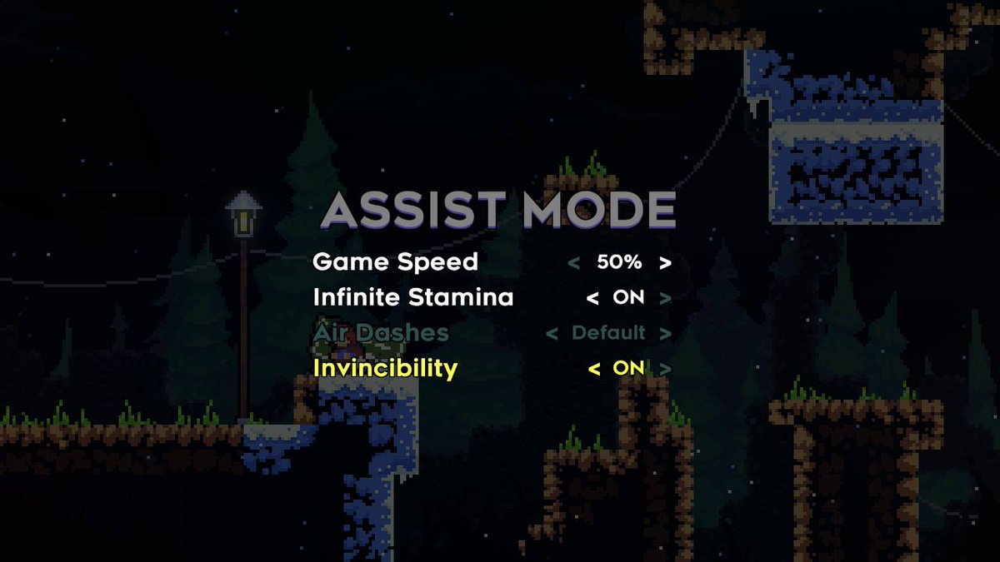 ASSIST MODE
Game Speed < 50% >
Infinite Stamina < ON >
Air Dashes < Default >
Invincibility < ON >